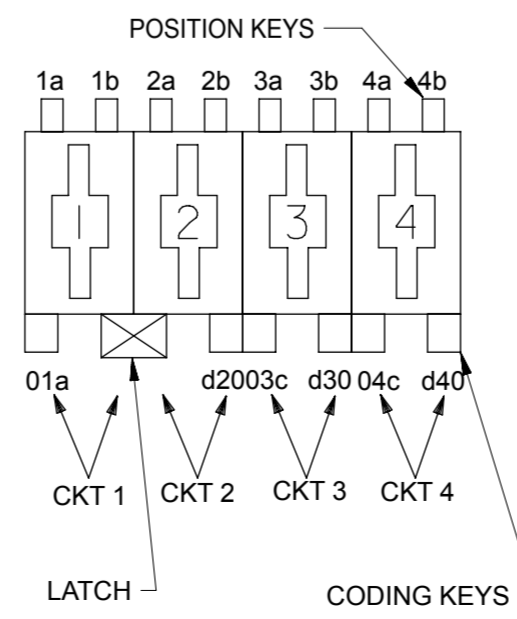 POSITION KEYS
1a 1b 2a 2b 3a 3b 4a 4b
1 2 3 4
01a d2003c d30 04c d40
CKT 1 CKT 2 CKT 3 CKT 4
LATCH
CODING KEYS